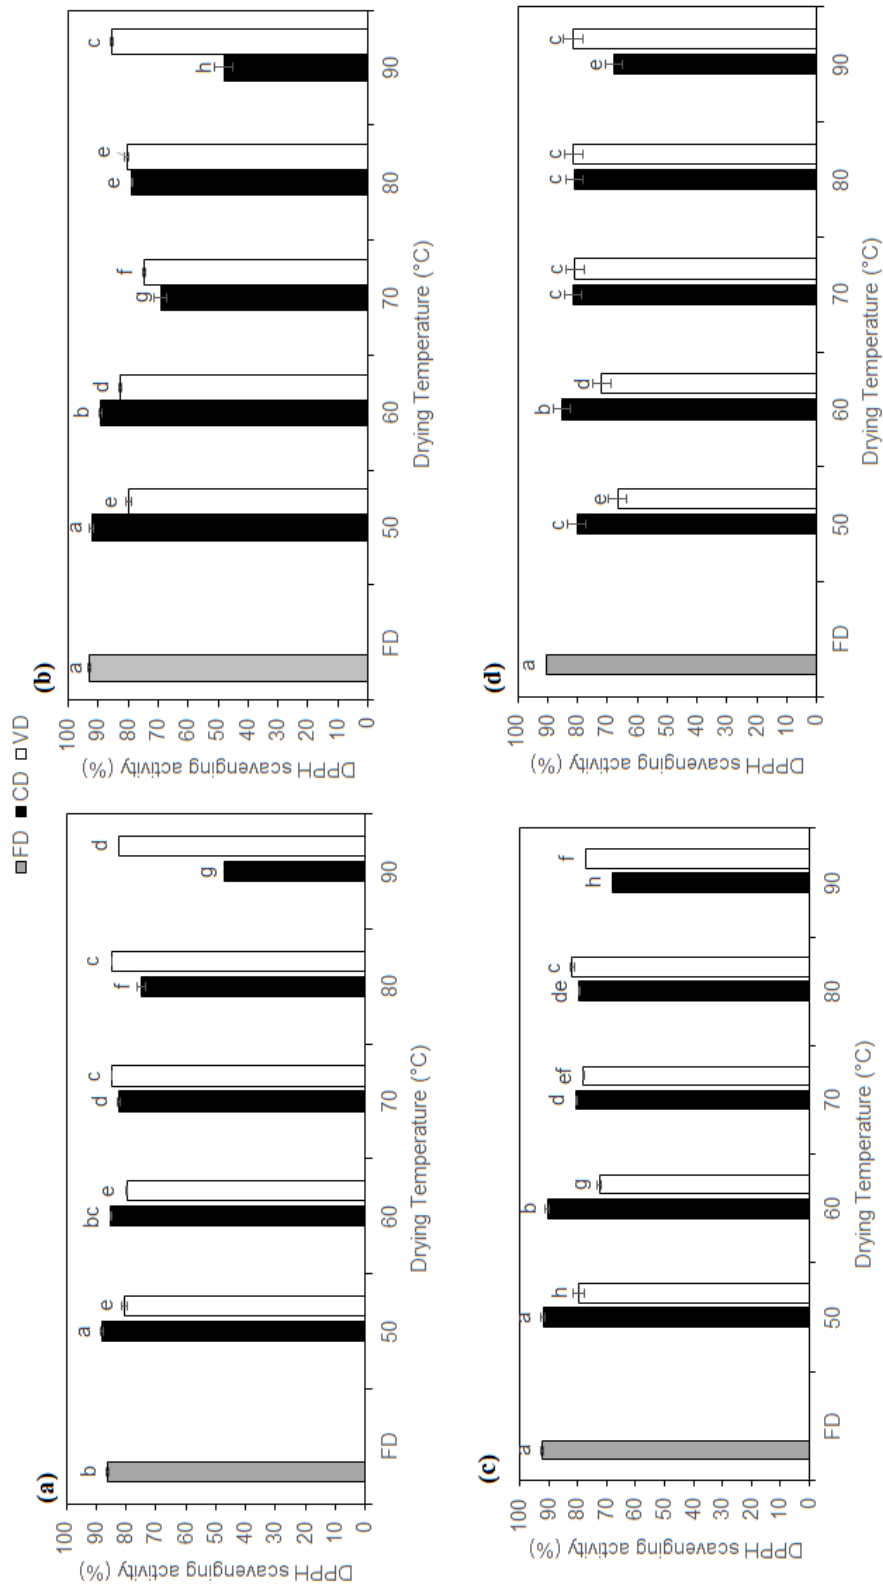 FD CD VD
(a)
DPPH scavenging activity (%)
100
90
80
70
60
50
40
30
20
10
0
b a e bc e d c f c g d
FD 50 60 70 80 90
Drying Temperature (°C)
(b)
DPPH scavenging activity (%)
100
90
80
70
60
50
40
30
20
10
0
a a e b d g f e e h c
FD 50 60 70 80 90
Drying Temperature (°C)
(c)
DPPH scavenging activity (%)
100
90
80
70
60
50
40
30
20
10
0
a a h b g d ef de c h f
FD 50 60 70 80 90
Drying Temperature (°C)
(d)
DPPH scavenging activity (%)
100
90
80
70
60
50
40
30
20
10
0
a c e b d c c c c e c
FD 50 60 70 80 90
Drying Temperature (°C)